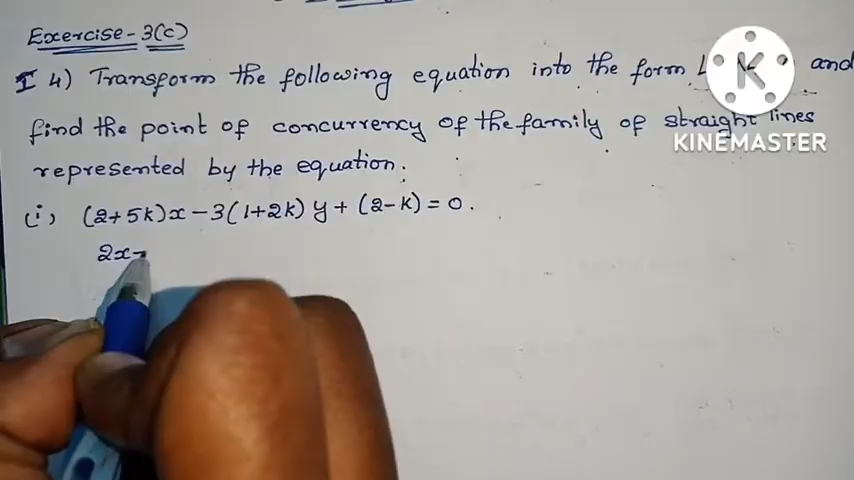 Exercise-3(c)
I 4) Transform the following equation into the form L and
find the point of concurrency of the family of straight lines
represented by the equation.
(i) (2+5k)x-3(1+2k)y+(2-k)=0.
2x
K
KINEMASTER